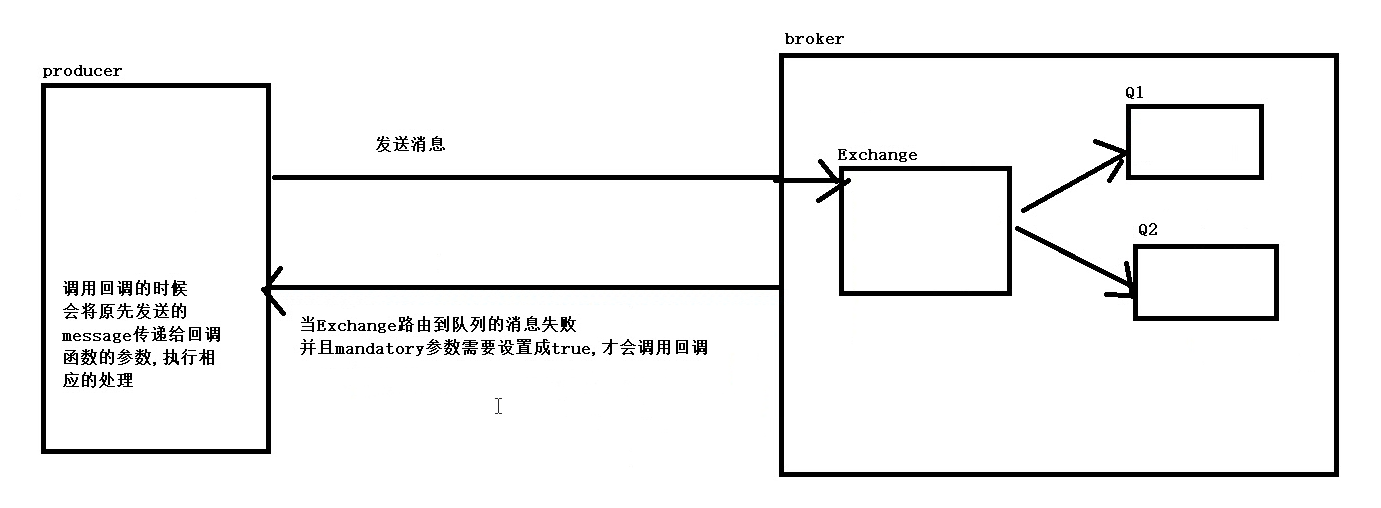 producer
broker
发送消息
Exchange
Q1
Q2
调用回调的时候
会将原先发送的
message传递给回调
函数的参数,执行相
应的处理
当Exchange路由到队列的消息失败
并且mandatory参数需要设置成true,才会调用回调